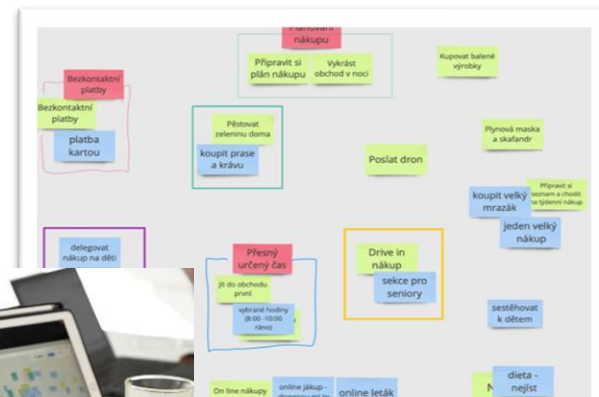 Plánování
nákupu
Připravit si
plán nákupu
Vykrást
obchod v noci
Kupovat balené
výrobky
Bezkontaktní
platby
Bezkontaktní
platby
platba
kartou
Pěstovat
zeleninu doma
koupit prase
a krávu
Poslat dron
Plynová maska
a skafandr
Připravit si
seznam a chodit
na týdenní nákup
koupit velký
mrazák
jeden velký
nákup
delegovat
nákup na děti
Přesný
určený čas
Jít do obchodu
první
vybrané hodiny
(8:00 -10:00
ráno)
Drive in
nákup
sekce pro
seniory
sestěhovat
k dětem
On line nákupy
online jákup -
online leták
N
dieta -
nejíst